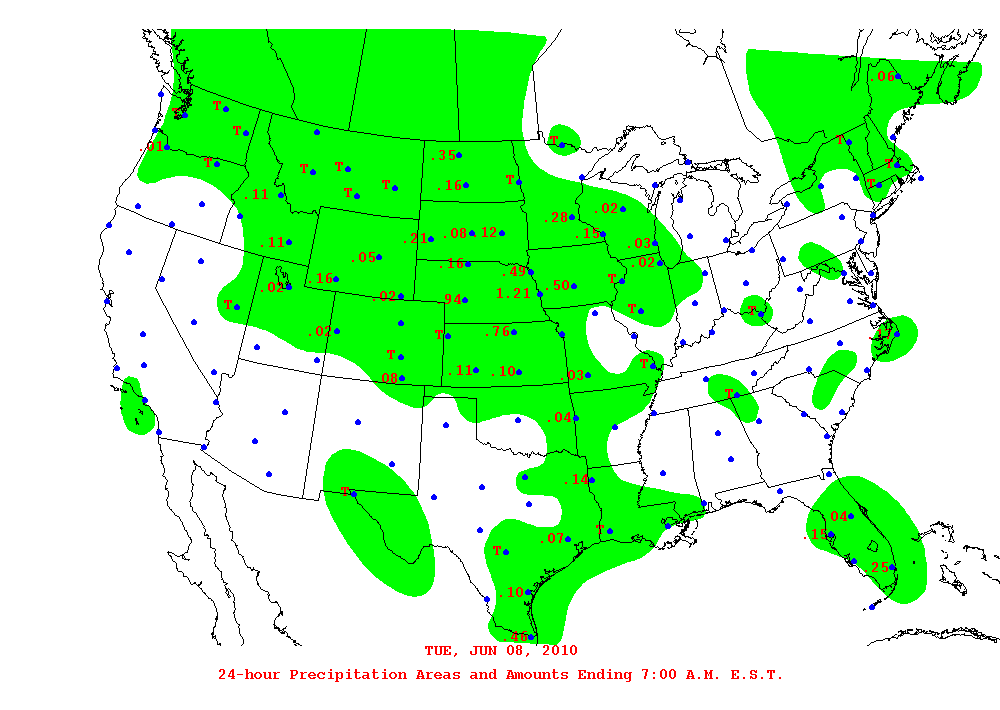 .06
T
T
T
T
T
.01
.35
T
T
T
T
T
T
T
.16
T
.11
.28
.02
.21
.08
.12
.15
.03
.11
.05
.16
.02
.49
.02
.16
.50
T
1.21
.02
.94
T
T
T
.02
T
.76
T
T
.11
.10
.08
.03
T
.04
.14
T
.04
T
.07
.15
T
.25
.10
.46
TUE, JUN 08, 2010
24-hour Precipitation Areas and Amounts Ending 7:00 A.M. E.S.T.